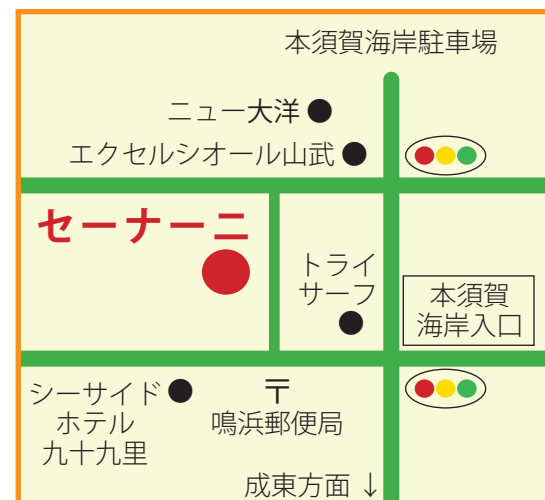 本須賀海岸駐車場
ニュー大洋
エクセルシオール山武
セーナーニ
トライ
サーフ
本須賀
海岸入口
シーサイド
ホテル
九十九里
〒
鳴浜郵便局
成東方面 ↓